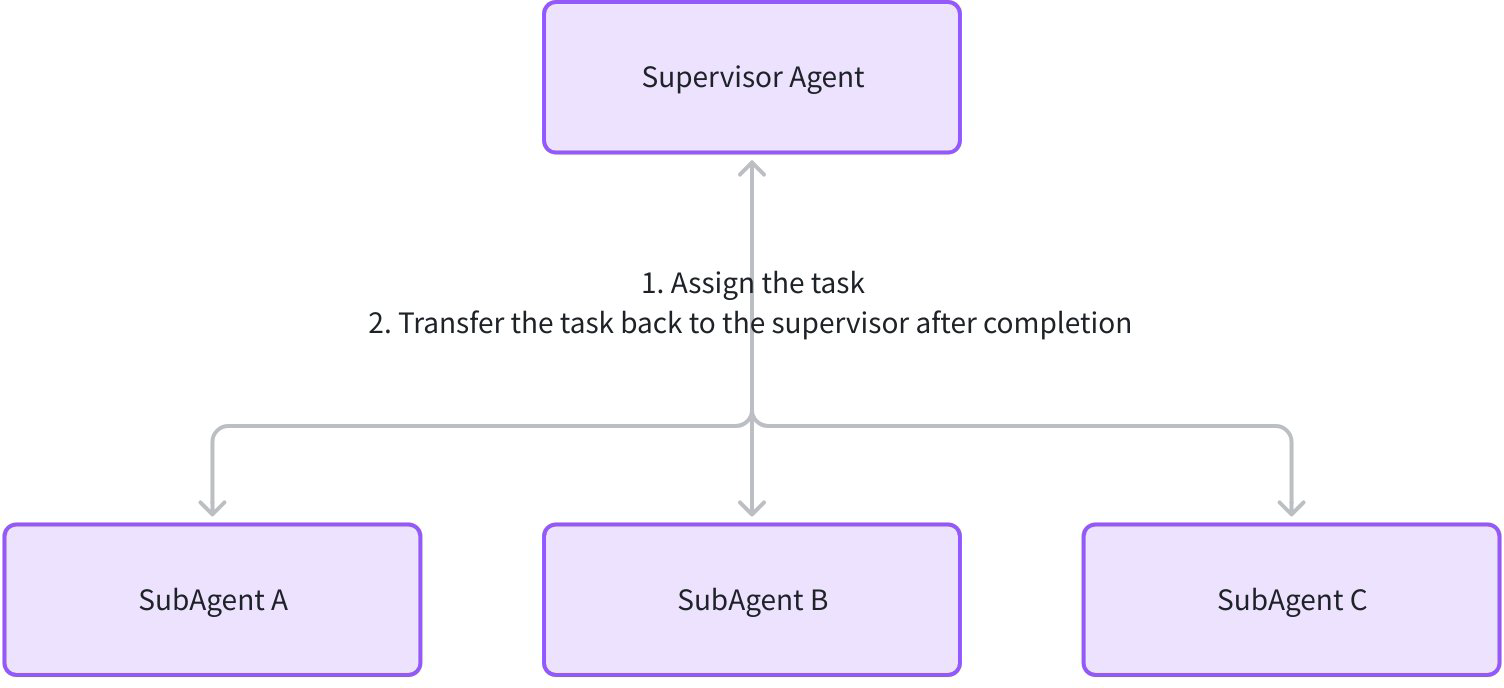 Supervisor Agent
1. Assign the task
2. Transfer the task back to the supervisor after completion
SubAgent A
SubAgent B
SubAgent C